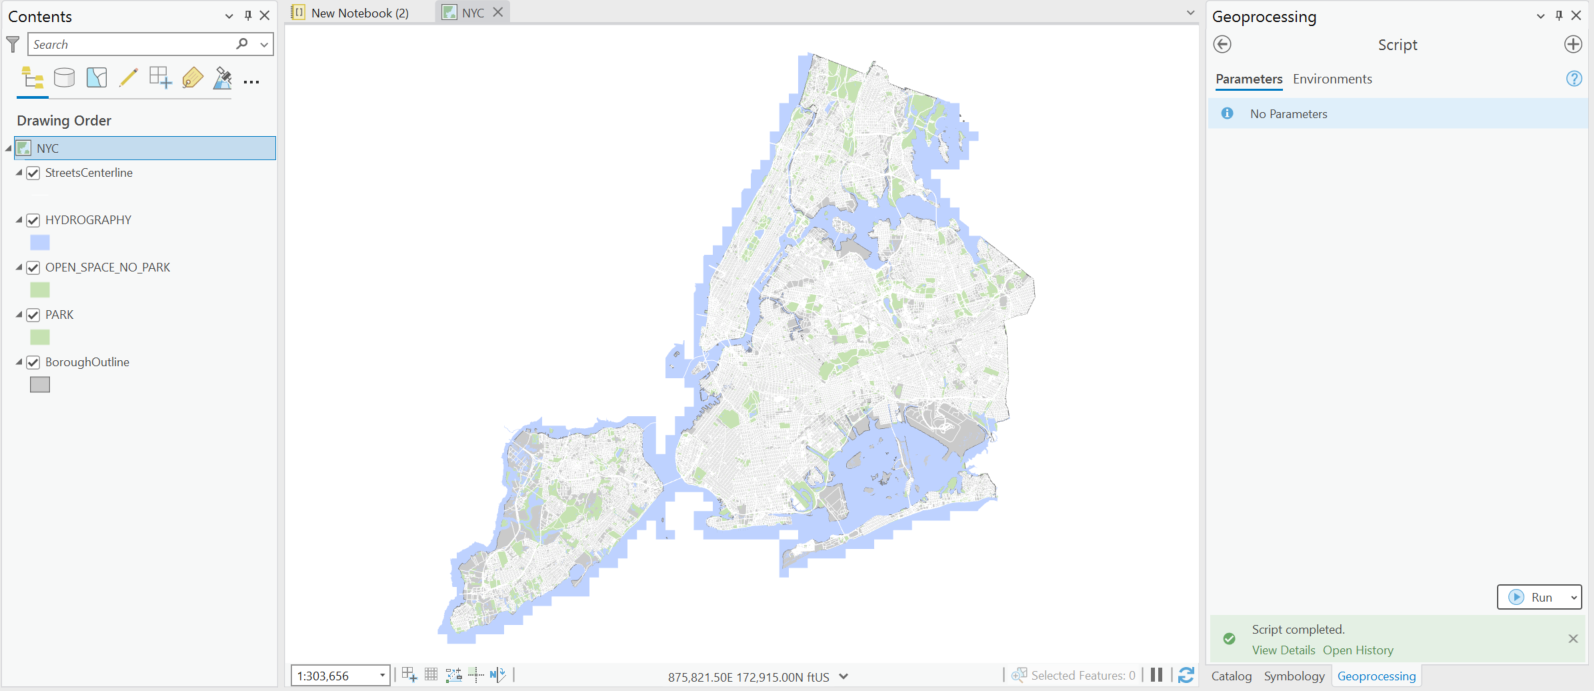 Contents
Search
Drawing Order
NYC
StreetsCenterline
HYDROGRAPHY
OPEN_SPACE_NO_PARK
PARK
BoroughOutline
New Notebook (2)
NYC
1:303,656
875,821.50E 172,915.00N ftUS
Selected Features: 0
Geoprocessing
Script
Parameters Environments
No Parameters
Run
Script completed.
View Details Open History
Catalog Symbology Geoprocessing